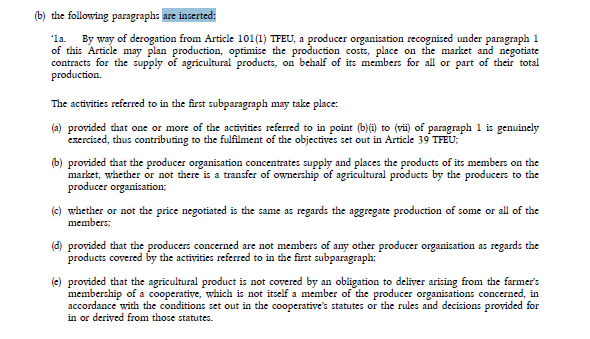 (b) the following paragraphs are inserted:
‘1a. By way of derogation from Article 101(1) TFEU, a producer organisation recognised under paragraph 1
of this Article may plan production, optimise the production costs, place on the market and negotiate
contracts for the supply of agricultural products, on behalf of its members for all or part of their total
production.
The activities referred to in the first subparagraph may take place:
(a) provided that one or more of the activities referred to in point (b)(i) to (vii) of paragraph 1 is genuinely
exercised, thus contributing to the fulfilment of the objectives set out in Article 39 TFEU;
(b) provided that the producer organisation concentrates supply and places the products of its members on the
market, whether or not there is a transfer of ownership of agricultural products by the producers to the
producer organisation;
(c) whether or not the price negotiated is the same as regards the aggregate production of some or all of the
members;
(d) provided that the producers concerned are not members of any other producer organisation as regards the
products covered by the activities referred to in the first subparagraph;
(e) provided that the agricultural product is not covered by an obligation to deliver arising from the farmer's
membership of a cooperative, which is not itself a member of the producer organisations concerned, in
accordance with the conditions set out in the cooperative's statutes or the rules and decisions provided for
in or derived from those statutes.